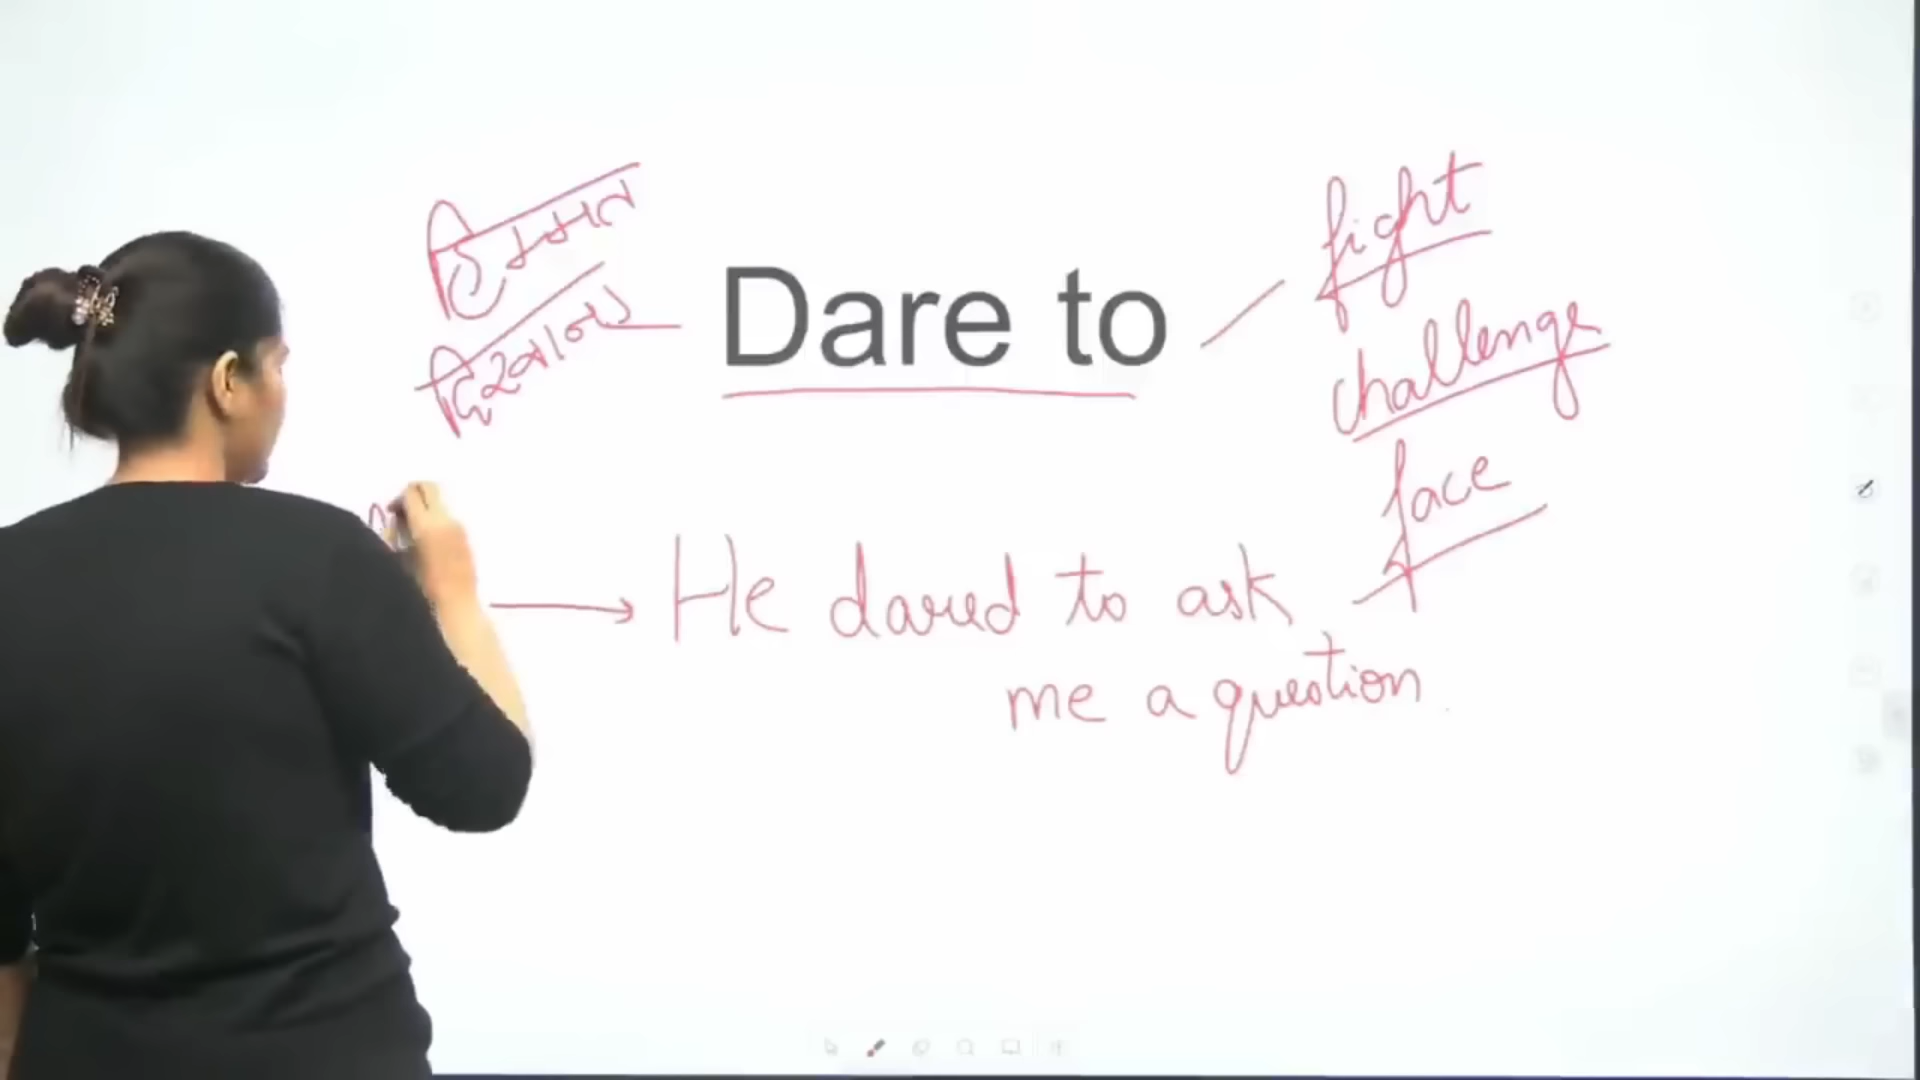 हिम्मत
Dare to
fight
challenge
face
He dared to ask
me a question.